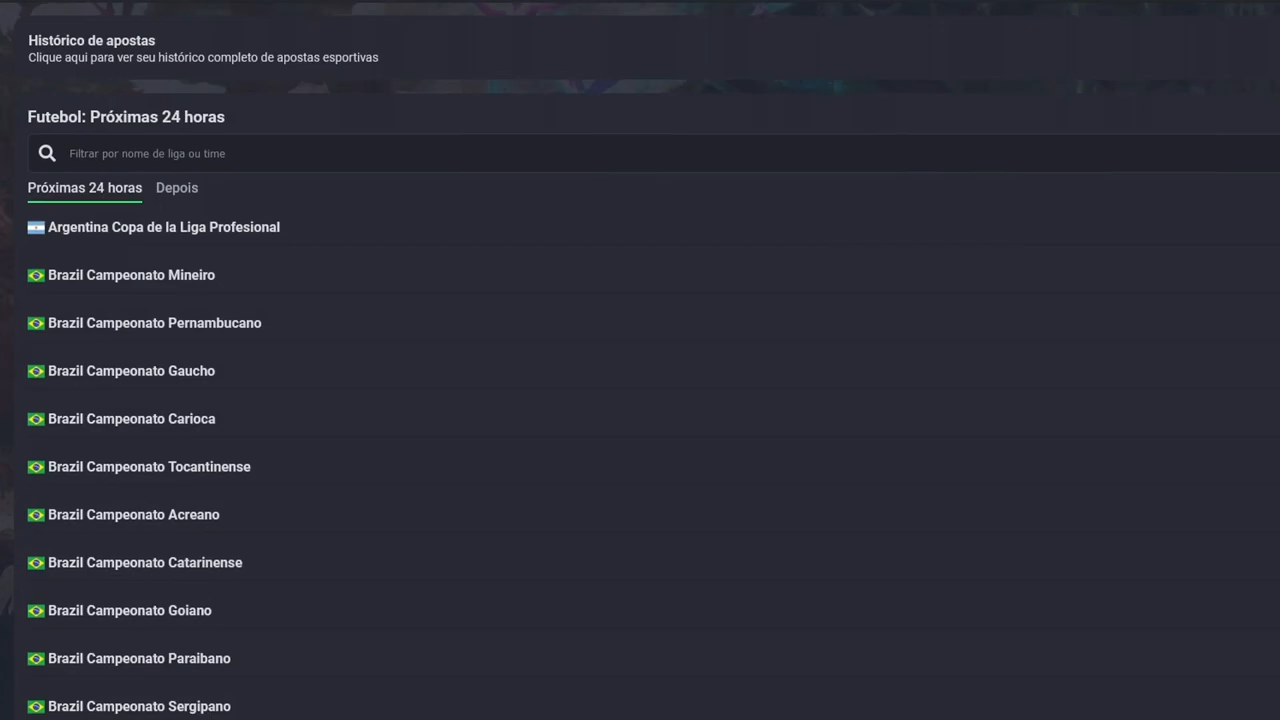 Histórico de apostas
Clique aqui para ver seu histórico completo de apostas esportivas
Futebol: Próximas 24 horas
Filtrar por nome de liga ou time
Próximas 24 horas Depois
Argentina Copa de la Liga Profesional
Brazil Campeonato Mineiro
Brazil Campeonato Pernambucano
Brazil Campeonato Gaucho
Brazil Campeonato Carioca
Brazil Campeonato Tocantinense
Brazil Campeonato Acreano
Brazil Campeonato Catarinense
Brazil Campeonato Goiano
Brazil Campeonato Paraibano
Brazil Campeonato Sergipano